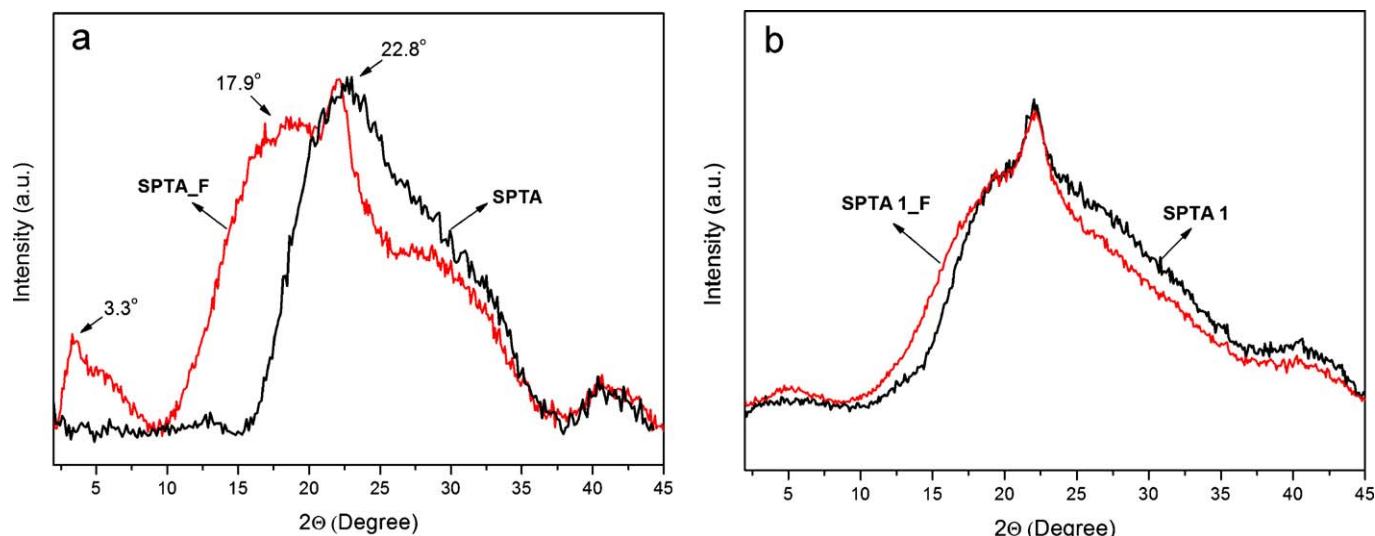 a
22.8°
17.9°
SPTA_F
SPTA
3.3°
Intensity (a.u.)
5 10 15 20 25 30 35 40 45
2Θ (Degree)
b
SPTA 1_F
SPTA 1
Intensity (a.u.)
5 10 15 20 25 30 35 40 45
2Θ (Degree)